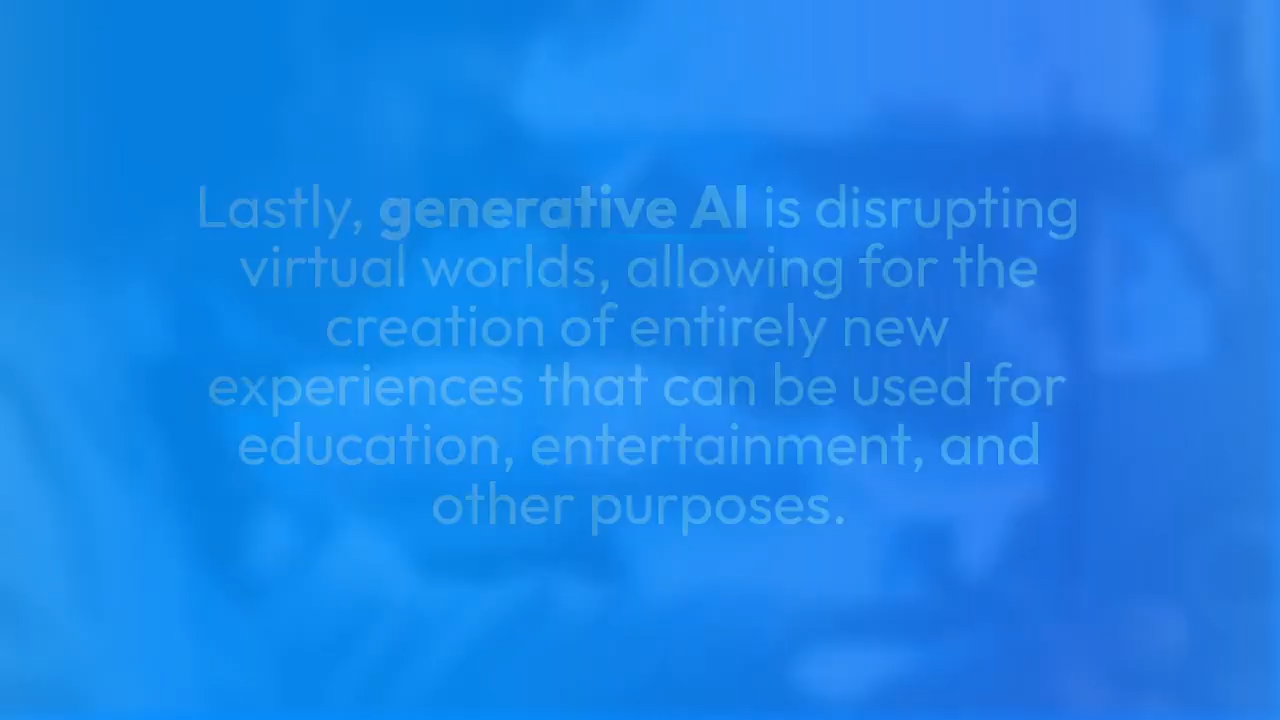 Lastly, generative AI is disrupting
virtual worlds, allowing for the
creation of entirely new
experiences that can be used for
education, entertainment, and
other purposes.